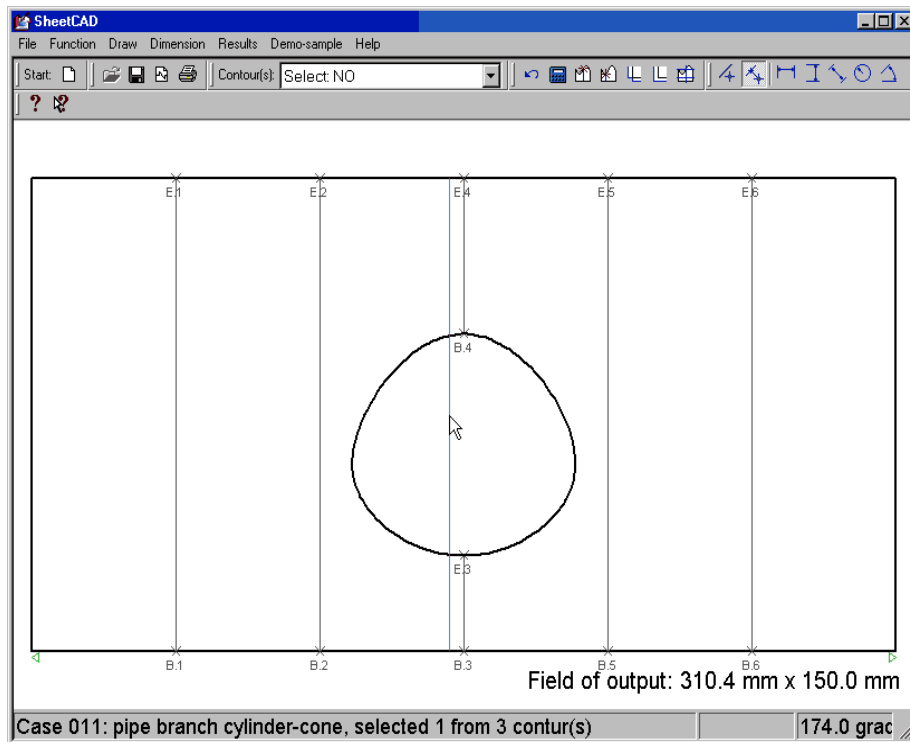 SheetCAD
File Function Draw Dimension Results Demo-sample Help
Start: Contour(s): Select: NO
E.1 E.2 E.4 E.5 E.6
B.4
E.3
B.1 B.2 B.3 B.5 B.6
Field of output: 310.4 mm x 150.0 mm
Case 011: pipe branch cylinder-cone, selected 1 from 3 contur(s) 174.0 grac